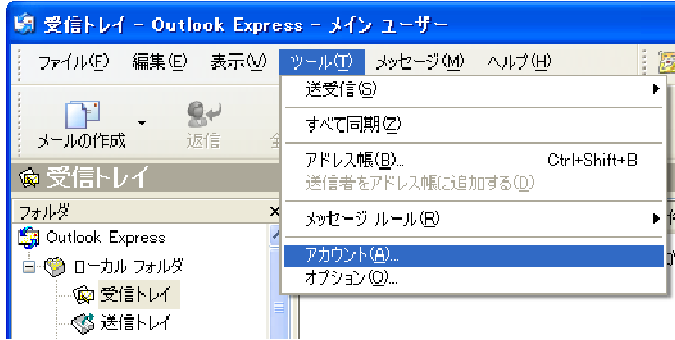 受信トレイ - Outlook Express - メイン ユーザー
ファイル(F) 編集(E) 表示(V) ツール(T) メッセージ(M) ヘルプ(H)
送受信(S)
すべて同期(Z)
メールの作成 返信 全
アドレス帳(B)... Ctrl+Shift+B
送信者をアドレス帳に追加する(D)
受信トレイ
フォルダ
メッセージ ルール(R)
Outlook Express
アカウント(A)...
ローカル フォルダ
オプション(O)...
受信トレイ
送信トレイ